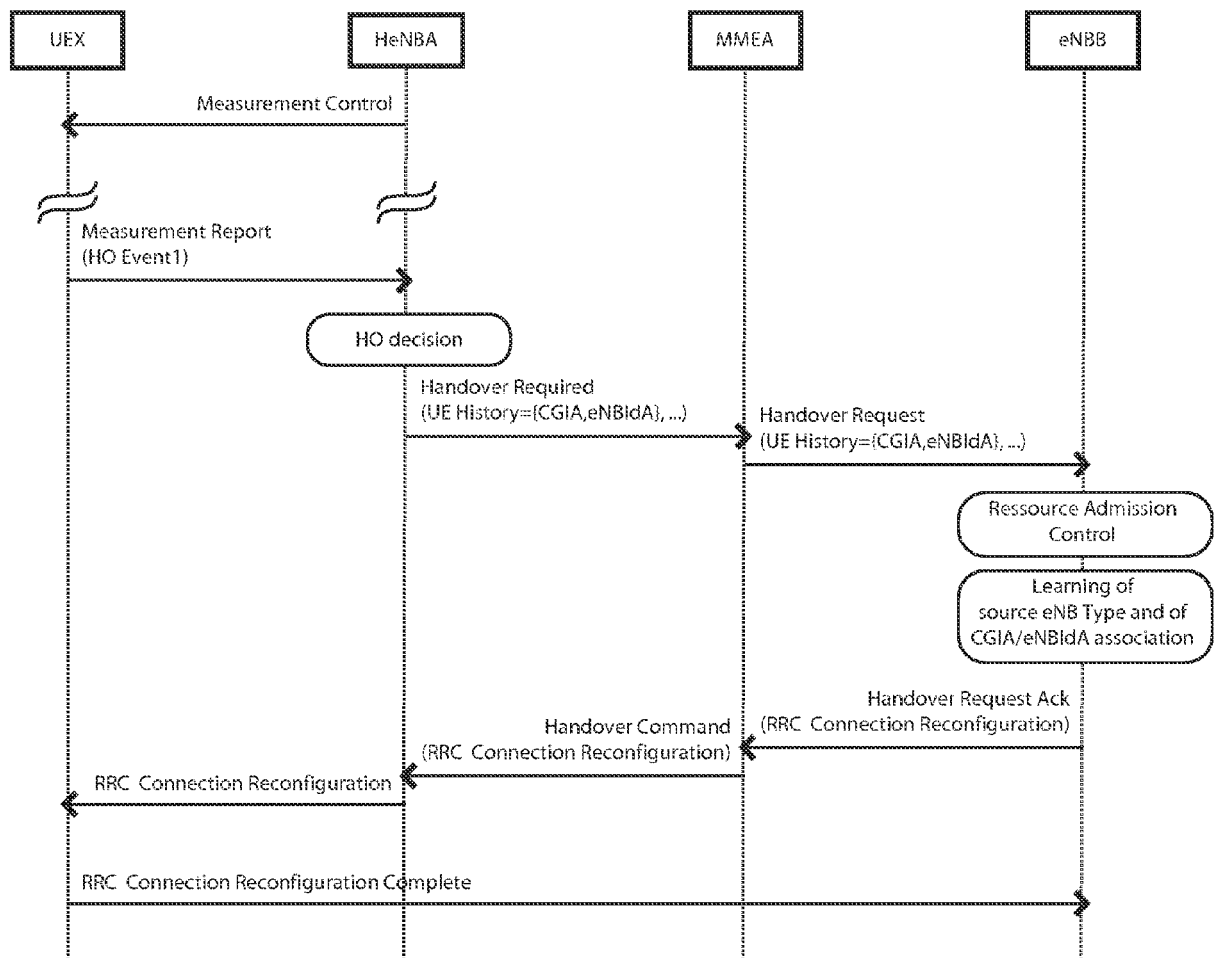 UEX
HeNBA
MMEA
eNBB
Measurement Control
Measurement Report
(HO Event1)
HO decision
Handover Required
(UE History={CGIA,eNBIdA}, ...)
Handover Request
(UE History={CGIA,eNBIdA}, ...)
Ressource Admission
Control
Learning of
source eNB Type and of
CGIA/eNBIdA association
Handover Request Ack
(RRC Connection Reconfiguration)
Handover Command
(RRC Connection Reconfiguration)
RRC Connection Reconfiguration
RRC Connection Reconfiguration Complete